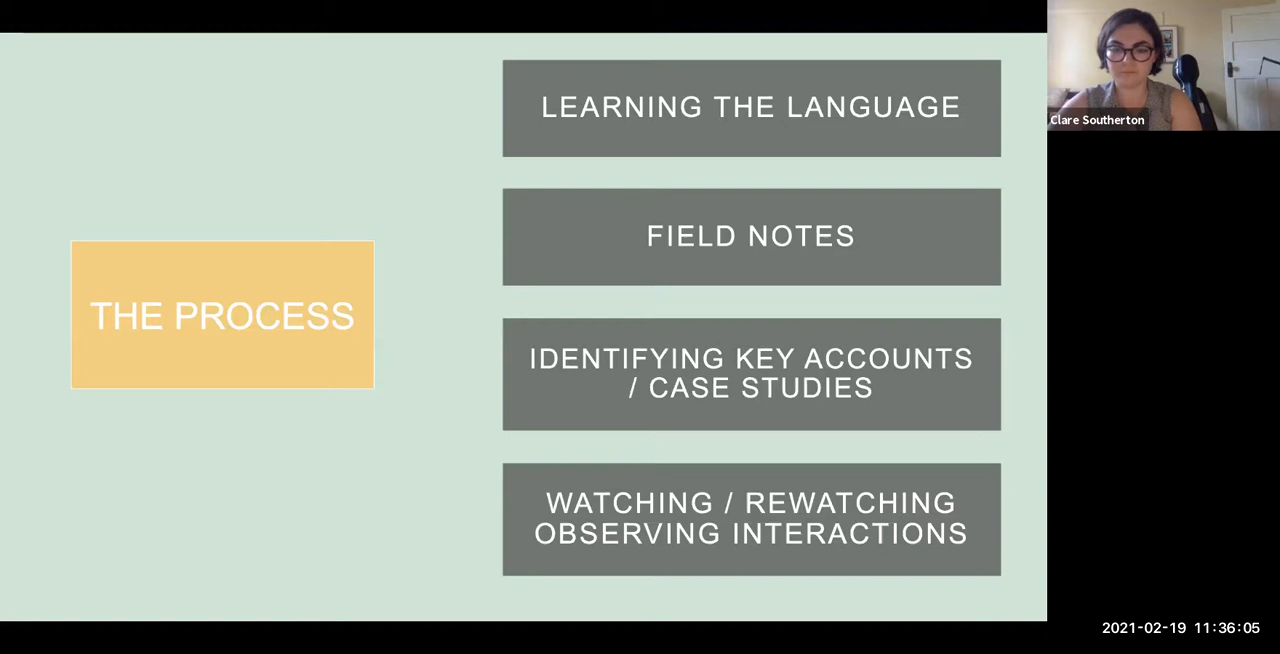 THE PROCESS
LEARNING THE LANGUAGE
FIELD NOTES
IDENTIFYING KEY ACCOUNTS
/ CASE STUDIES
WATCHING / REWATCHING
OBSERVING INTERACTIONS
Clare Southerton
2021-02-19 11:36:05